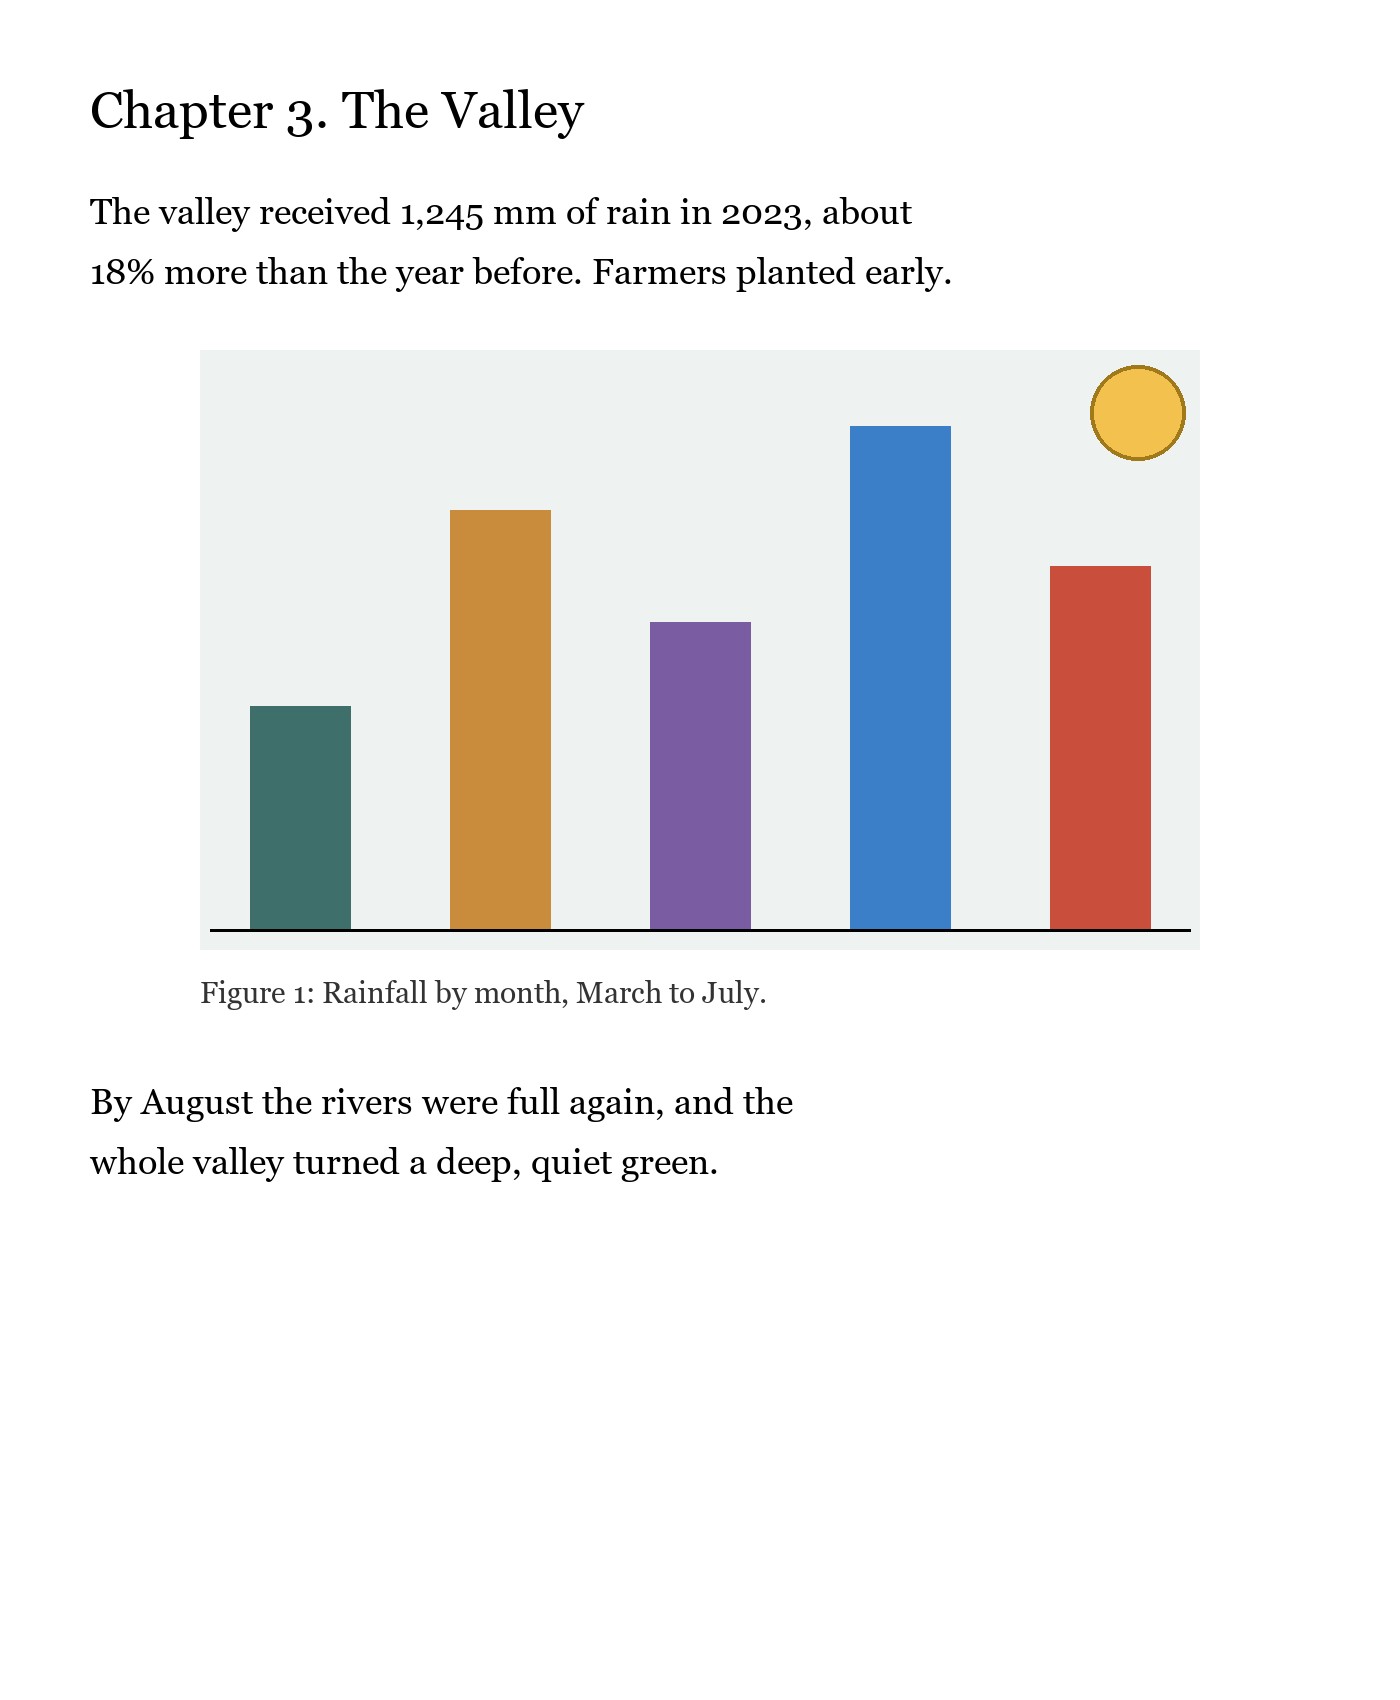 Chapter 3. The Valley
The valley received 1,245 mm of rain in 2023, about
18% more than the year before. Farmers planted early.
Figure 1: Rainfall by month, March to July.
By August the rivers were full again, and the
whole valley turned a deep, quiet green.